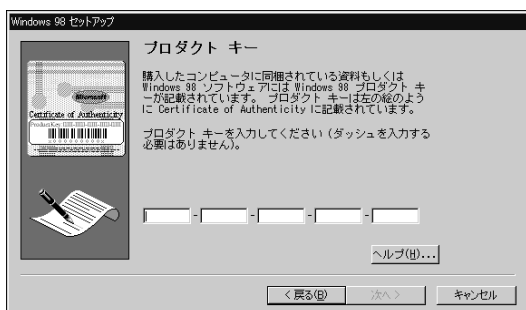 Windows 98 セットアップ
プロダクト キー
購入したコンピュータに同梱されている資料もしくは
Windows 98 ソフトウェアには Windows 98 プロダクト キ
ーが記載されています。 プロダクト キーは左の絵のよう
に Certificate of Authenticity に記載されています。
プロダクト キーを入力してください (ダッシュを入力する
必要はありません)。
Microsoft
Certificate of Authenticity
- - - -
ヘルプ(H)...
< 戻る(B)
次へ >
キャンセル